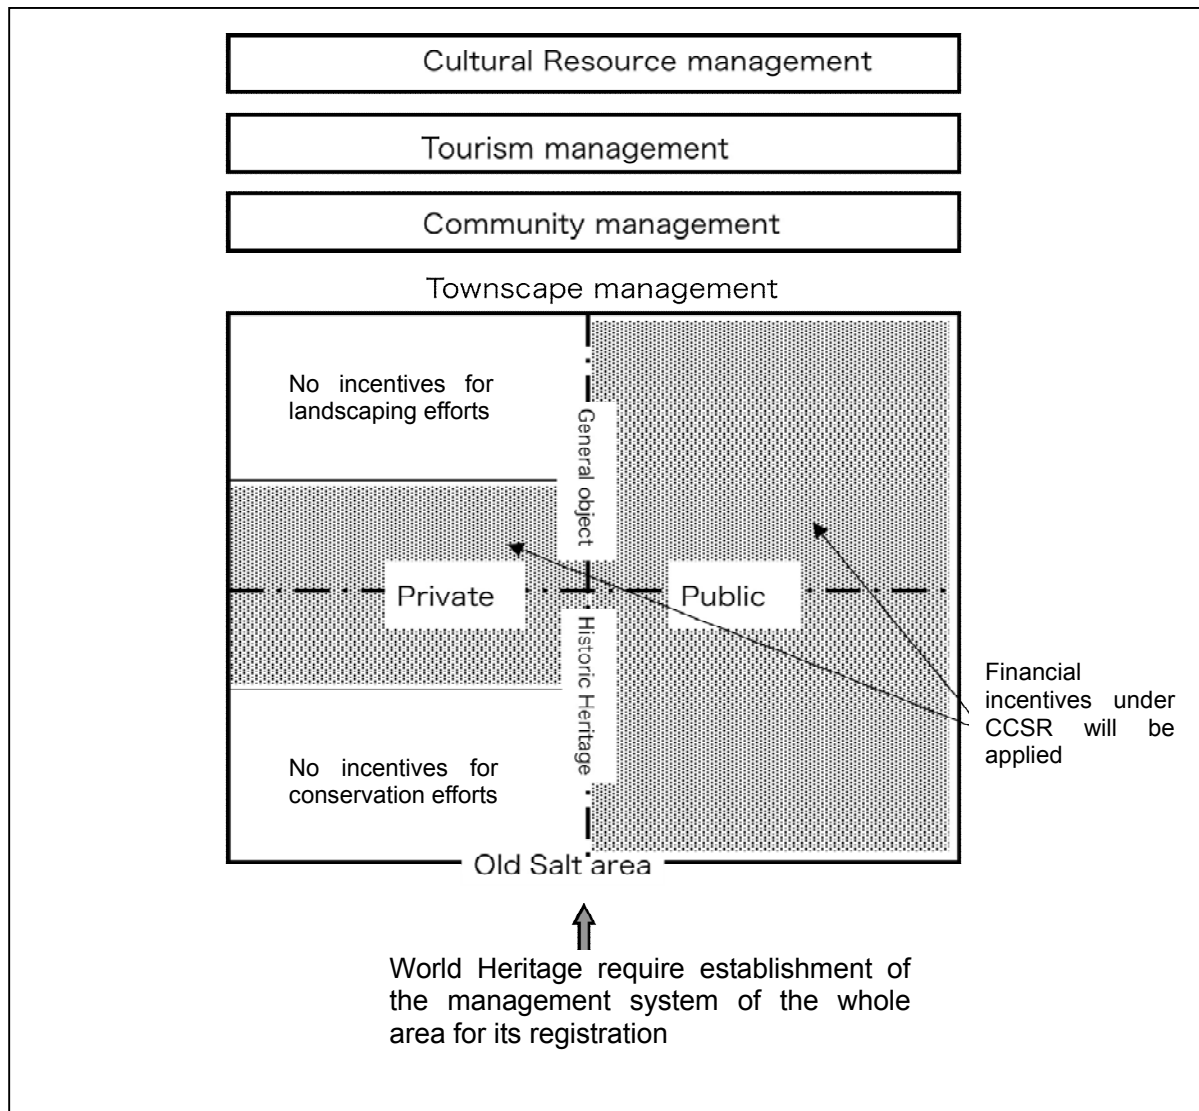 Cultural Resource management
Tourism management
Community management
Townscape management
No incentives for
landscaping efforts
General object
Private
Public
Historic Heritage
Financial
incentives under
CCSR will be
applied
No incentives for
conservation efforts
Old Salt area
World Heritage require establishment of
the management system of the whole
area for its registration